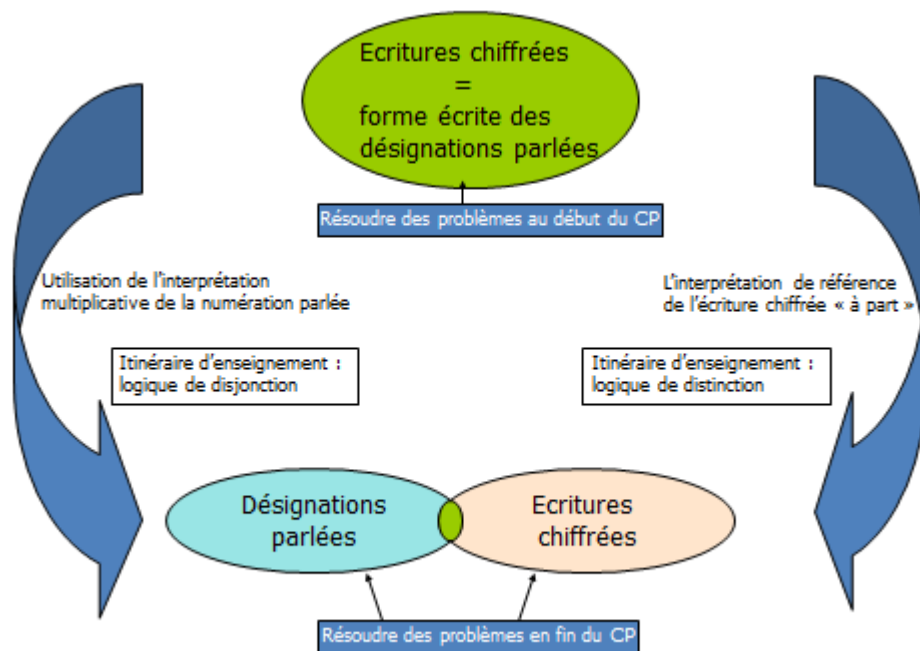 Ecritures chiffrées
=
forme écrite des
désignations parlées
Résoudre des problèmes au début du CP
Utilisation de l'interprétation
multiplicative de la numération parlée
L'interprétation de référence
de l'écriture chiffrée « à part »
Itinéraire d'enseignement :
logique de disjonction
Itinéraire d'enseignement :
logique de distinction
Désignations
parlées
Ecritures
chiffrées
Résoudre des problèmes en fin du CP